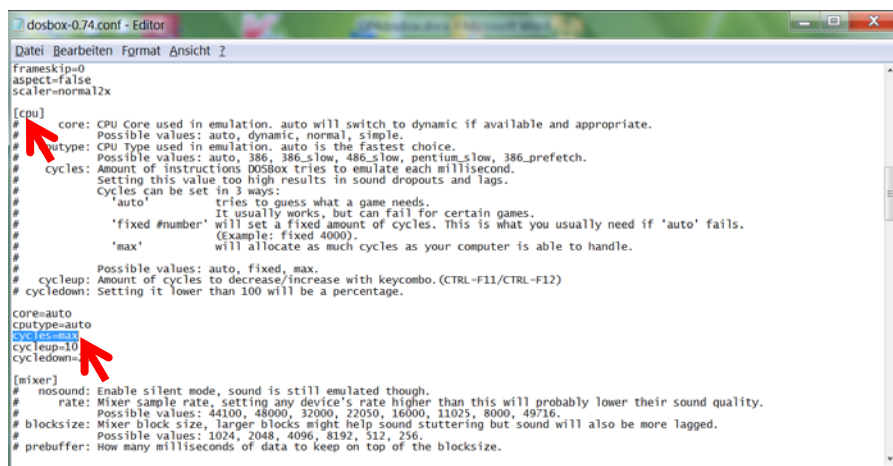 dosbox-0.74.conf - Editor
Datei Bearbeiten Format Ansicht ?
frameskip=0
aspect=false
scaler=normal2x
[cpu]
# core: CPU Core used in emulation. auto will switch to dynamic if available and appropriate.
# Possible values: auto, dynamic, normal, simple.
# putype: CPU Type used in emulation. auto is the fastest choice.
# Possible values: auto, 386, 386_slow, 486_slow, pentium_slow, 386_prefetch.
# cycles: Amount of instructions DOSBox tries to emulate each millisecond.
# Setting this value too high results in sound dropouts and lags.
# Cycles can be set in 3 ways:
# 'auto' tries to guess what a game needs.
# It usually works, but can fail for certain games.
# 'fixed #number' will set a fixed amount of cycles. This is what you usually need if 'auto' fails.
# (Example: fixed 4000).
# 'max' will allocate as much cycles as your computer is able to handle.
#
# Possible values: auto, fixed, max.
# cycleup: Amount of cycles to decrease/increase with keycombo.(CTRL-F11/CTRL-F12)
# cycledown: Setting it lower than 100 will be a percentage.
core=auto
cputype=auto
cycles=max
cycleup=10
cycledown=2
[mixer]
# nosound: Enable silent mode, sound is still emulated though.
# rate: Mixer sample rate, setting any device's rate higher than this will probably lower their sound quality.
# Possible values: 44100, 48000, 32000, 22050, 16000, 11025, 8000, 49716.
# blocksize: Mixer block size, larger blocks might help sound stuttering but sound will also be more lagged.
# Possible values: 1024, 2048, 4096, 8192, 512, 256.
# prebuffer: How many milliseconds of data to keep on top of the blocksize.